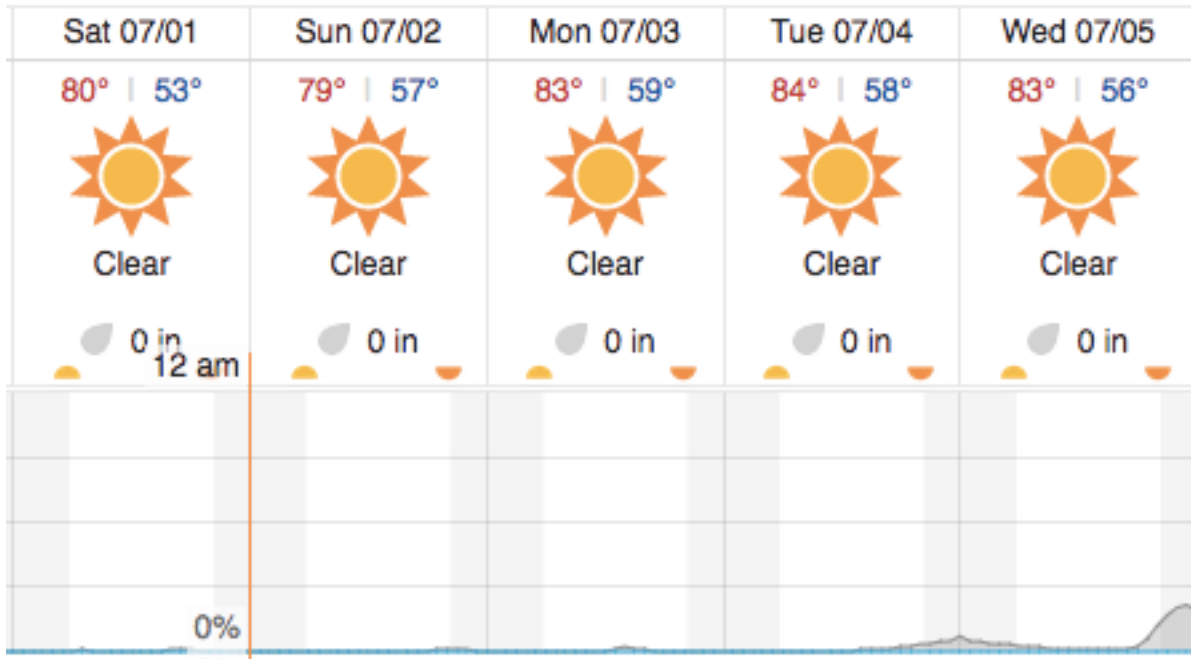 Sat 07/01 Sun 07/02 Mon 07/03 Tue 07/04 Wed 07/05
80° | 53° 79° | 57° 83° | 59° 84° | 58° 83° | 56°
Clear Clear Clear Clear Clear
0 in 0 in 0 in 0 in 0 in
12 am
0%